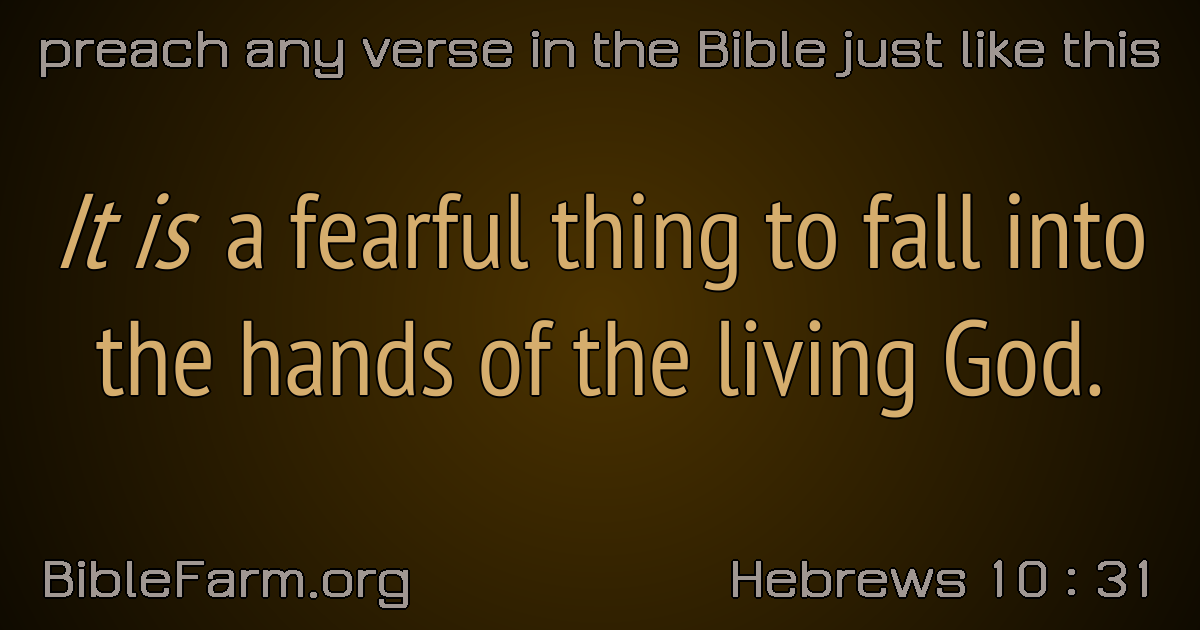 preach any verse in the Bible just like this
It is a fearful thing to fall into
the hands of the living God.
BibleFarm.org
Hebrews 10 : 31